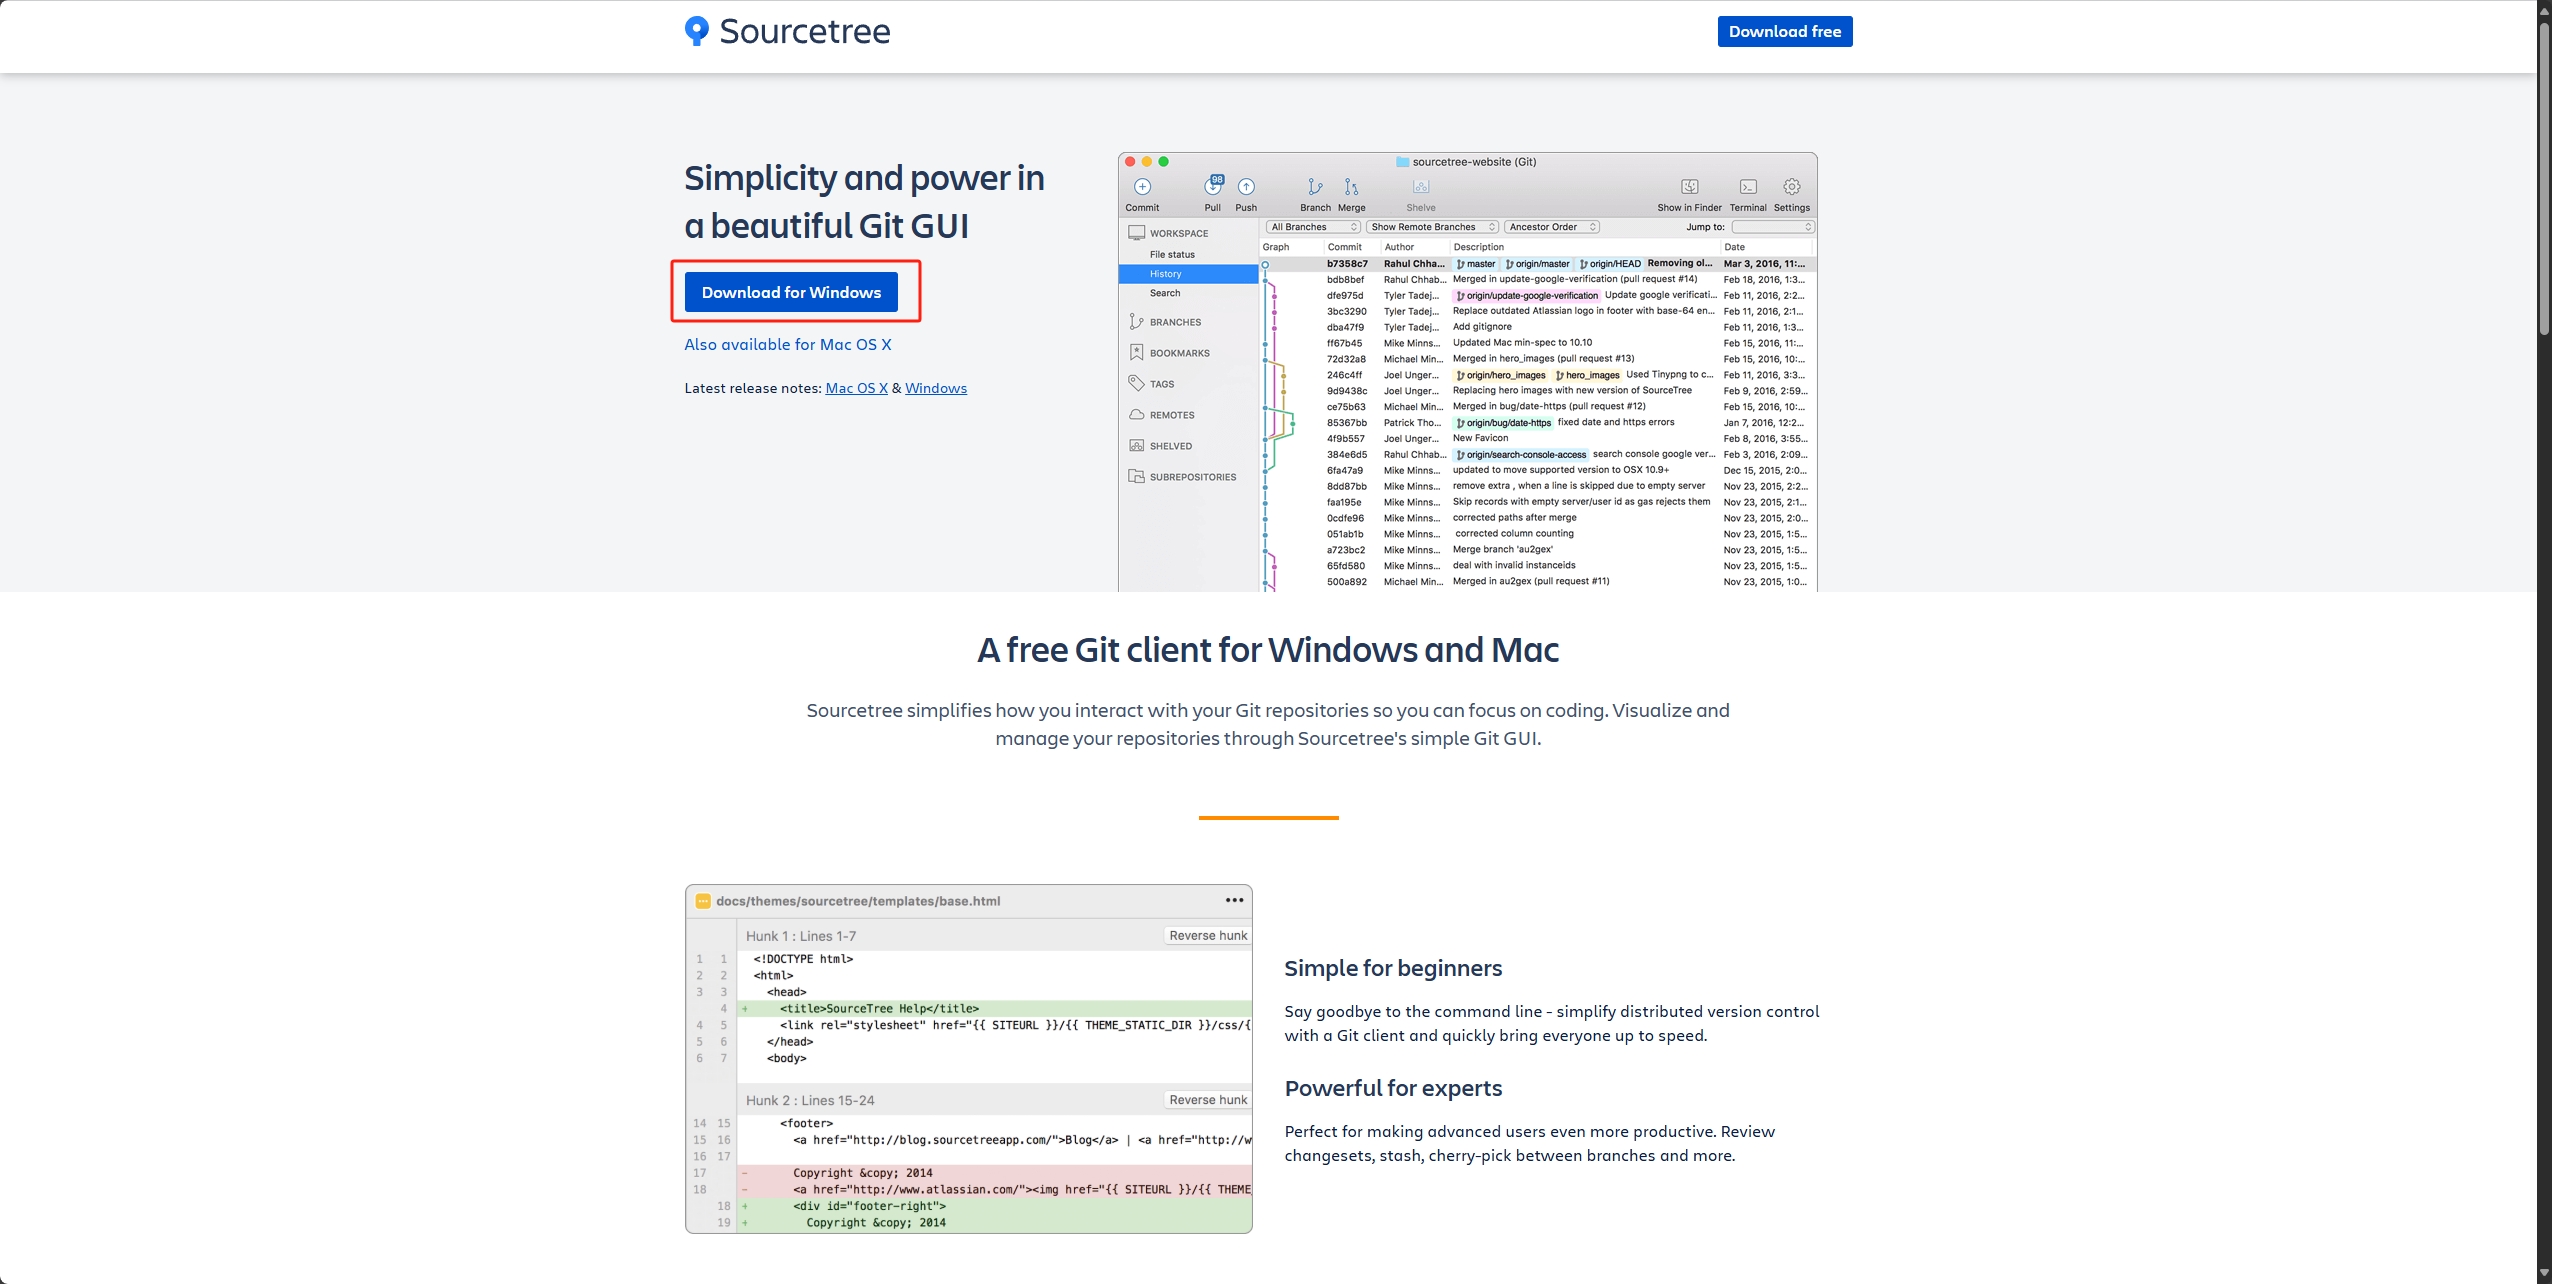 Sourcetree
Download free
Simplicity and power in
a beautiful Git GUI
Download for Windows
Also available for Mac OS X
Latest release notes: Mac OS X & Windows
sourcetree-website (Git)
98
Commit Pull Push Branch Merge Shelve Show in Finder Terminal Settings
All Branches Show Remote Branches Ancestor Order Jump to:
WORKSPACE
File status
History
Search
BRANCHES
BOOKMARKS
TAGS
REMOTES
SHELVED
SUBREPOSITORIES
Graph Commit Author Description Date
b7358c7 Rahul Chha... master origin/master origin/HEAD Removing ol... Mar 3, 2016, 11:...
bdb8bef Rahul Chhab... Merged in update-google-verification (pull request #14) Feb 18, 2016, 1:3...
dfe975d Tyler Tadej... origin/update-google-verification Update google verificati... Feb 11, 2016, 2:2...
3bc3290 Tyler Tadej... Replace outdated Atlassian logo in footer with base-64 en... Feb 11, 2016, 2:1...
dba47f9 Tyler Tadej... Add gitignore Feb 11, 2016, 1:3...
ff67b45 Mike Minns... Updated Mac min-spec to 10.10 Feb 15, 2016, 11:...
72d32a8 Michael Min... Merged in hero_images (pull request #13) Feb 15, 2016, 10:...
246c4ff Joel Unger... origin/hero_images hero_images Used Tinypng to c... Feb 11, 2016, 3:3...
9d9438c Joel Unger... Replacing hero images with new version of SourceTree Feb 9, 2016, 2:59...
ce75b63 Michael Min... Merged in bug/date-https (pull request #12) Feb 15, 2016, 10:...
85367bb Patrick Tho... origin/bug/date-https fixed date and https errors Jan 7, 2016, 12:2...
4f9b557 Joel Unger... New Favicon Feb 8, 2016, 3:55...
384e6d5 Rahul Chhab... origin/search-console-access search console google ver... Feb 3, 2016, 2:09...
6fa47a9 Mike Minns... updated to move supported version to OSX 10.9+ Dec 15, 2015, 2:0...
8dd87bb Mike Minns... remove extra , when a line is skipped due to empty server Nov 23, 2015, 2:2...
faa195e Mike Minns... Skip records with empty server/user id as gas rejects them Nov 23, 2015, 2:1...
0cdfe96 Mike Minns... corrected paths after merge Nov 23, 2015, 2:0...
051ab1b Mike Minns... corrected column counting Nov 23, 2015, 1:5...
a723bc2 Mike Minns... Merge branch 'au2gex' Nov 23, 2015, 1:5...
65fd580 Mike Minns... deal with invalid instanceids Nov 23, 2015, 1:5...
500a892 Michael Min... Merged in au2gex (pull request #11) Nov 23, 2015, 1:0...
A free Git client for Windows and Mac
Sourcetree simplifies how you interact with your Git repositories so you can focus on coding. Visualize and
manage your repositories through Sourcetree's simple Git GUI.
docs/themes/sourcetree/templates/base.html
Hunk 1 : Lines 1-7 Reverse hunk
1 1 <!DOCTYPE html>
2 2 <html>
3 3 <head>
4 + <title>SourceTree Help</title>
4 5 <link rel="stylesheet" href="{{ SITEURL }}/{{ THEME_STATIC_DIR }}/css/{
5 6 </head>
6 7 <body>
Hunk 2 : Lines 15-24 Reverse hunk
14 15 <footer>
15 16 <a href="http://blog.sourcetreeapp.com/">Blog</a> | <a href="http://w
16 17
17 - Copyright &copy; 2014
18 - <a href="http://www.atlassian.com/"><img href="{{ SITEURL }}/{{ THEME_
18 + <div id="footer-right">
19 + Copyright &copy; 2014
Simple for beginners
Say goodbye to the command line - simplify distributed version control
with a Git client and quickly bring everyone up to speed.
Powerful for experts
Perfect for making advanced users even more productive. Review
changesets, stash, cherry-pick between branches and more.